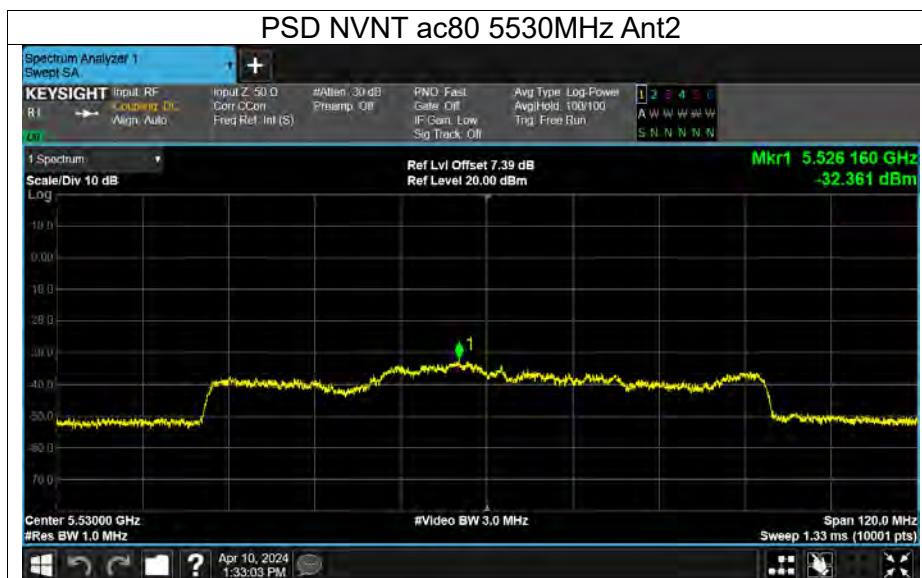 PSD NVNT ac80 5530MHz Ant2
Spectrum Analyzer 1
Swept SA
+
KEYSIGHT Input: RF
Coupling: DC
Align: Auto
Input Z: 50 Ω
Corr CCorr
Freq Ref: Int (S)
#Atten: 30 dB
Preamp: Off
PNO: Fast
Gate: Off
IF Gain: Low
Sig Track: Off
Avg Type: Log-Power
Avg|Hold: 100/100
Trig: Free Run
1 2 3 4 5 6
A W W W W W
S N N N N N
1 Spectrum
Scale/Div 10 dB
Ref Lvl Offset 7.39 dB
Ref Level 20.00 dBm
Mkr1 5.526 160 GHz
-32.361 dBm
Log
10.0
0.00
-10.0
-20.0
-30.0
-40.0
-50.0
-60.0
-70.0
1
Center 5.53000 GHz
#Res BW 1.0 MHz
#Video BW 3.0 MHz
Span 120.0 MHz
Sweep 1.33 ms (10001 pts)
?
Apr 10, 2024
1:33:03 PM